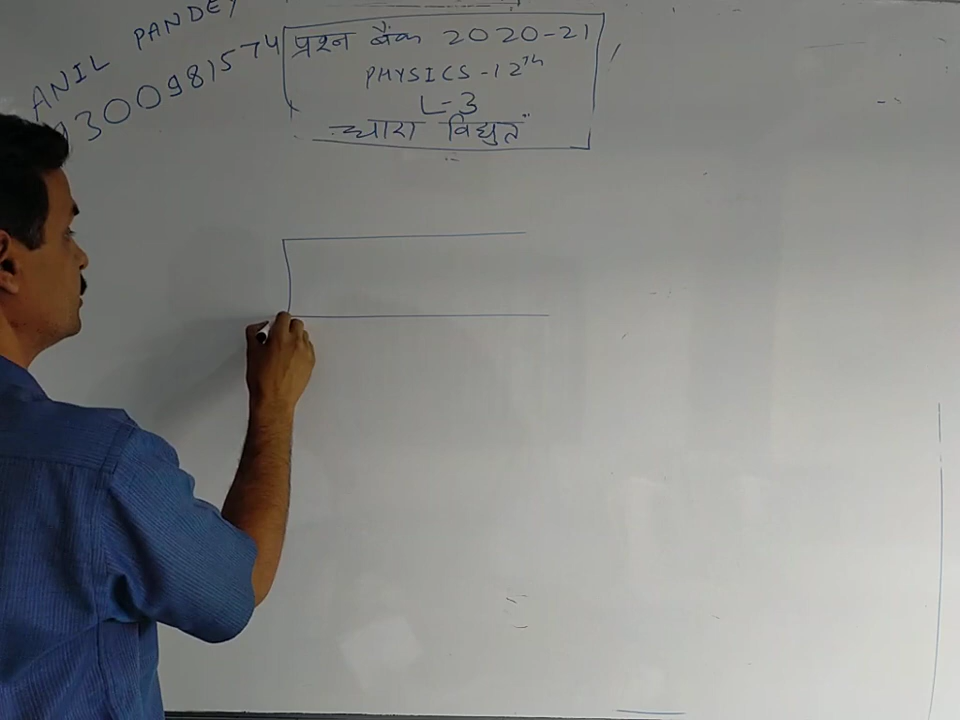 ANIL PANDEY
9300981574
प्रश्न बैंक 2020-21
PHYSICS-12th
L-3
धारा विद्युत"